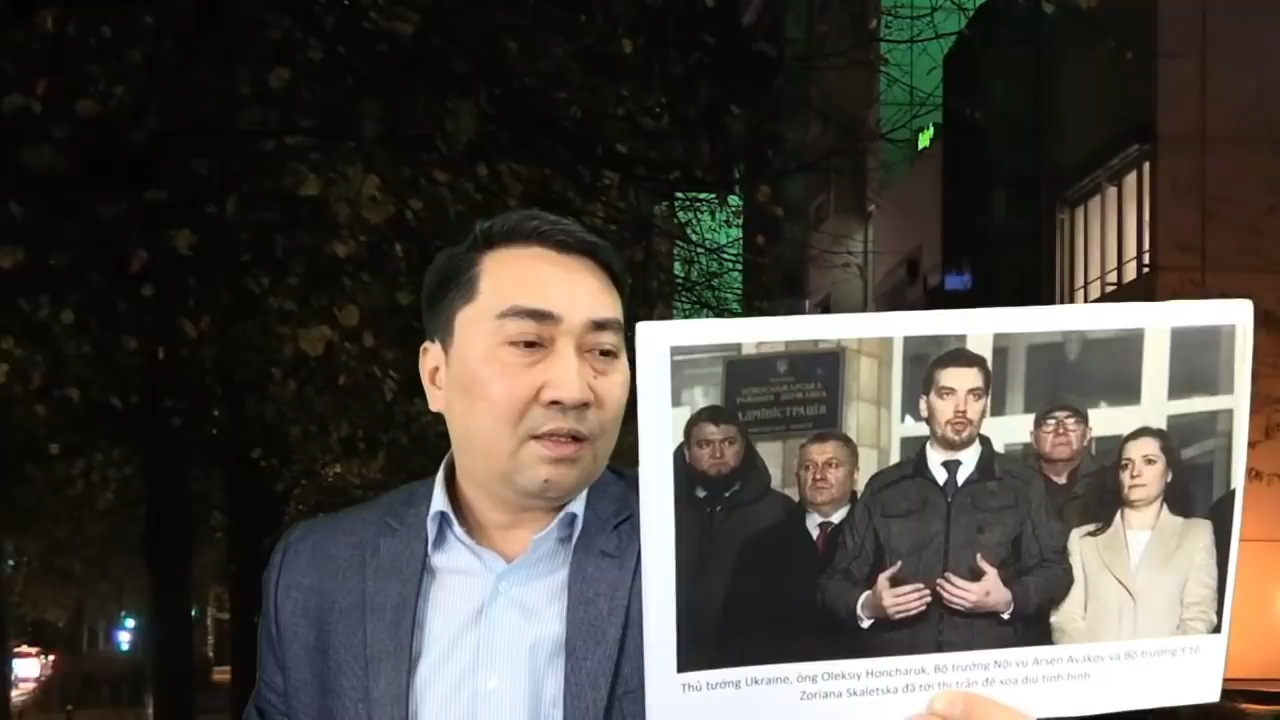 АДМІНІСТРАЦІЯ
Thủ tướng Ukraine, ông Oleksiy Honcharuk, Bộ trưởng Nội vụ Arsen Avakov và Bộ trưởng Y tế
Zoriana Skaletska đã tới thị trấn để xoa dịu tình hình